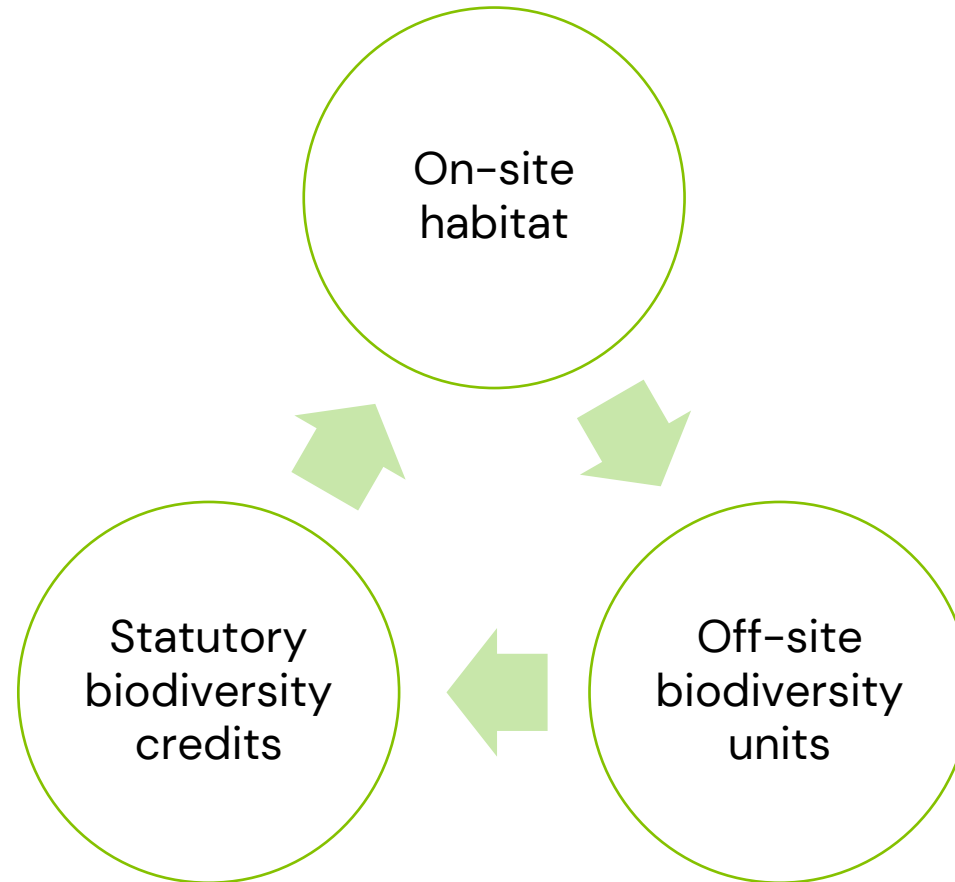 On-site
habitat
Statutory
biodiversity
credits
Off-site
biodiversity
units